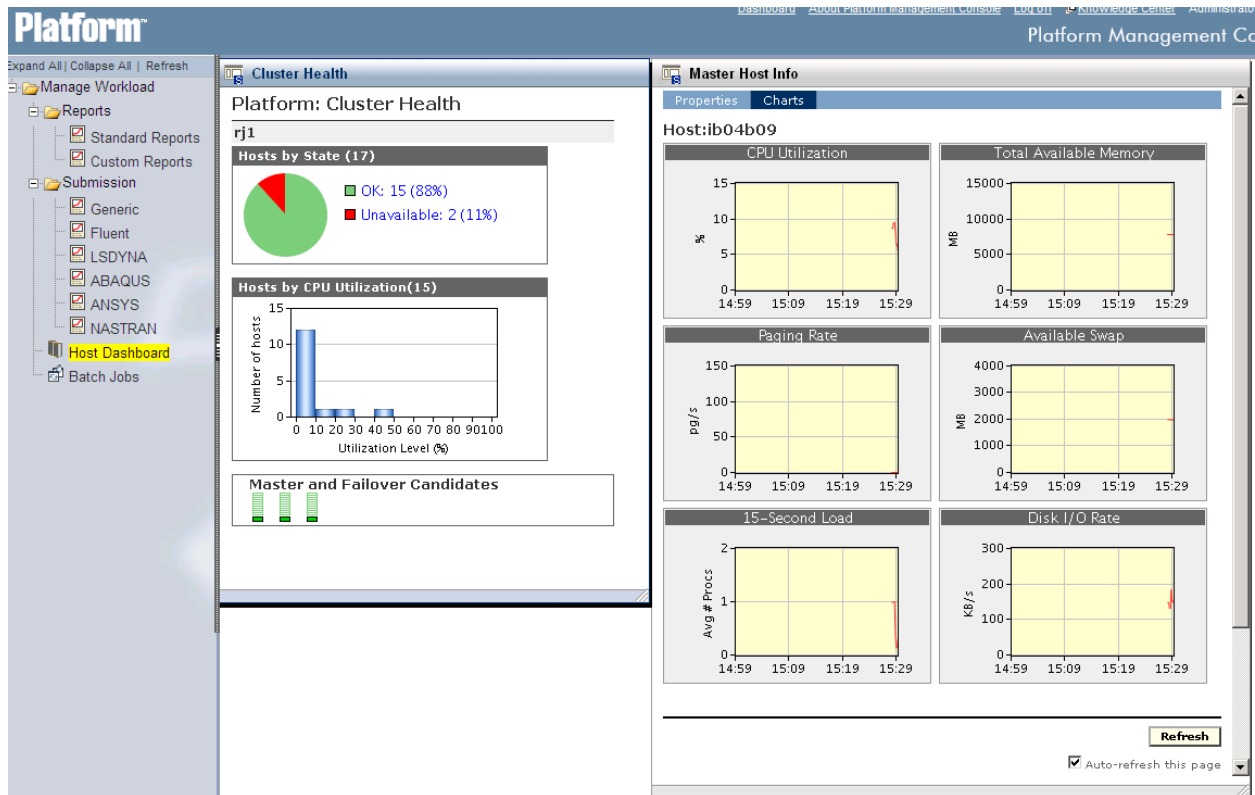 Dashboard About Platform Management Console Log off Knowledge Center Administrato
Platform™
Platform Management Co
Expand All | Collapse All | Refresh
Manage Workload
Reports
Standard Reports
Custom Reports
Submission
Generic
Fluent
LSDYNA
ABAQUS
ANSYS
NASTRAN
Host Dashboard
Batch Jobs
Cluster Health
Platform: Cluster Health
rj1
Hosts by State (17)
OK: 15 (88%)
Unavailable: 2 (11%)
Hosts by CPU Utilization(15)
Number of hosts
15
10
5
0
0 10 20 30 40 50 60 70 80 90100
Utilization Level (%)
Master and Failover Candidates
Master Host Info
Properties Charts
Host:ib04b09
CPU Utilization
%
15
10
5
0
14:59 15:09 15:19 15:29
Total Available Memory
MB
15000
10000
5000
0
14:59 15:09 15:19 15:29
Paging Rate
pg/s
150
100
50
0
14:59 15:09 15:19 15:29
Available Swap
MB
4000
3000
2000
1000
0
14:59 15:09 15:19 15:29
15-Second Load
Avg # Procs
2
1
0
14:59 15:09 15:19 15:29
Disk I/O Rate
KB/s
300
200
100
0
14:59 15:09 15:19 15:29
Refresh
Auto-refresh this page